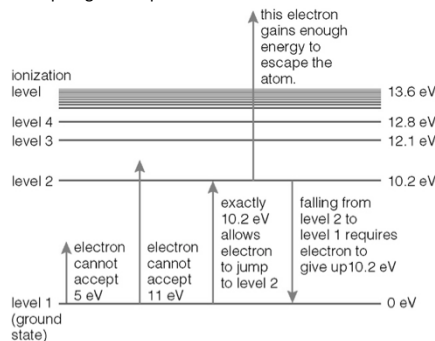 this electron
gains enough
energy to
escape the
atom.
ionization
level
13.6 eV
level 4
12.8 eV
level 3
12.1 eV
level 2
10.2 eV
electron
cannot
accept
5 eV
electron
cannot
accept
11 eV
exactly
10.2 eV
allows
electron
to jump
to level 2
falling from
level 2 to
level 1 requires
electron to
give up10.2 eV
level 1
(ground
state)
0 eV